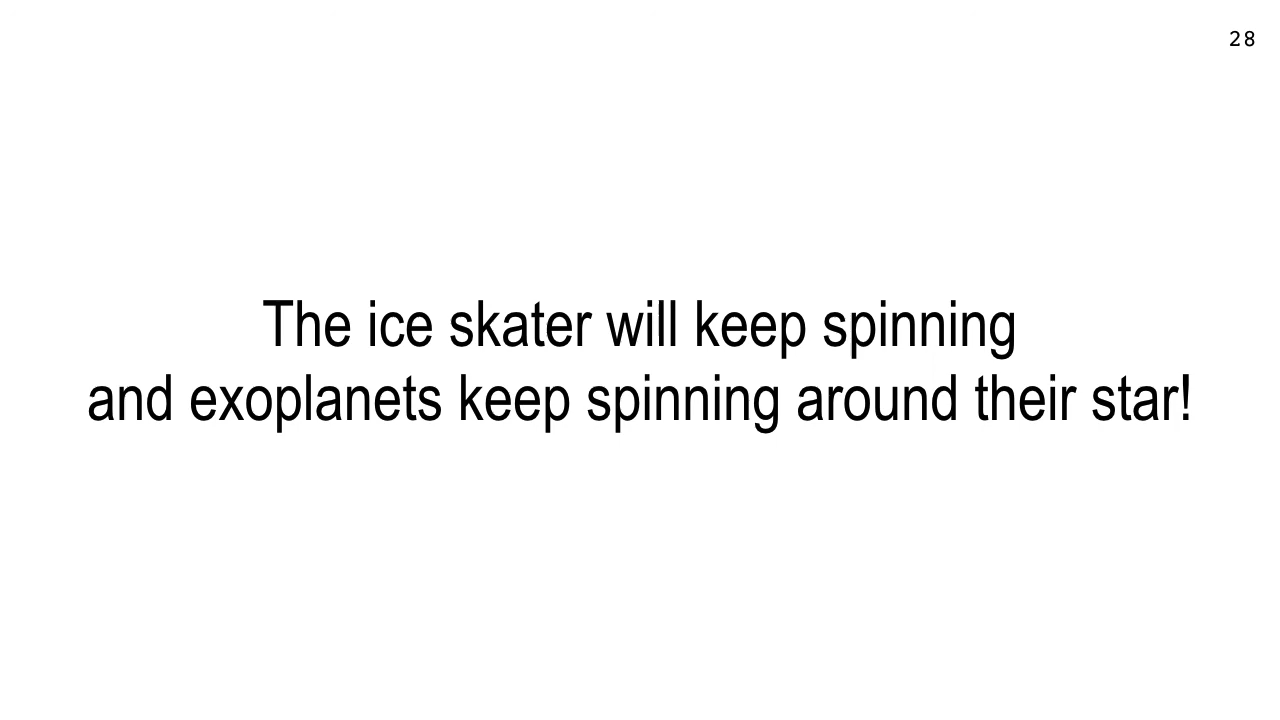 28
The ice skater will keep spinning
and exoplanets keep spinning around their star!